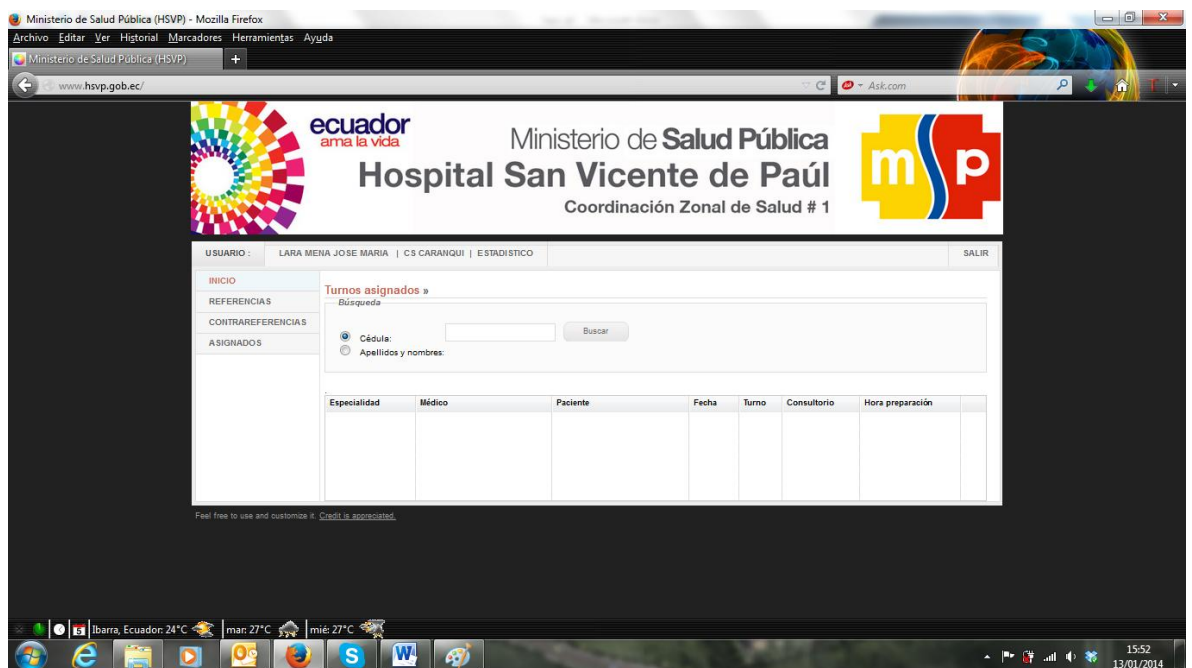 Ministerio de Salud Pública (HSVP) - Mozilla Firefox
Archivo Editar Ver Historial Marcadores Herramientas Ayuda
Ministerio de Salud Pública (HSVP) +
www.hsvp.gob.ec/ Ask.com
ecuador
ama la vida
Ministerio de Salud Pública
Hospital San Vicente de Paúl
Coordinación Zonal de Salud # 1
m p
USUARIO : LARA MENA JOSE MARIA | CS CARANQUI | ESTADISTICO SALIR
INICIO
REFERENCIAS
CONTRAREFERENCIAS
ASIGNADOS
Turnos asignados »
Búsqueda
Cédula: Buscar
Apellidos y nombres:
Especialidad Médico Paciente Fecha Turno Consultorio Hora preparación
Feel free to use and customize it. Credit is appreciated.
5 Ibarra, Ecuador: 24°C mar: 27°C mié: 27°C
15:52
13/01/2014